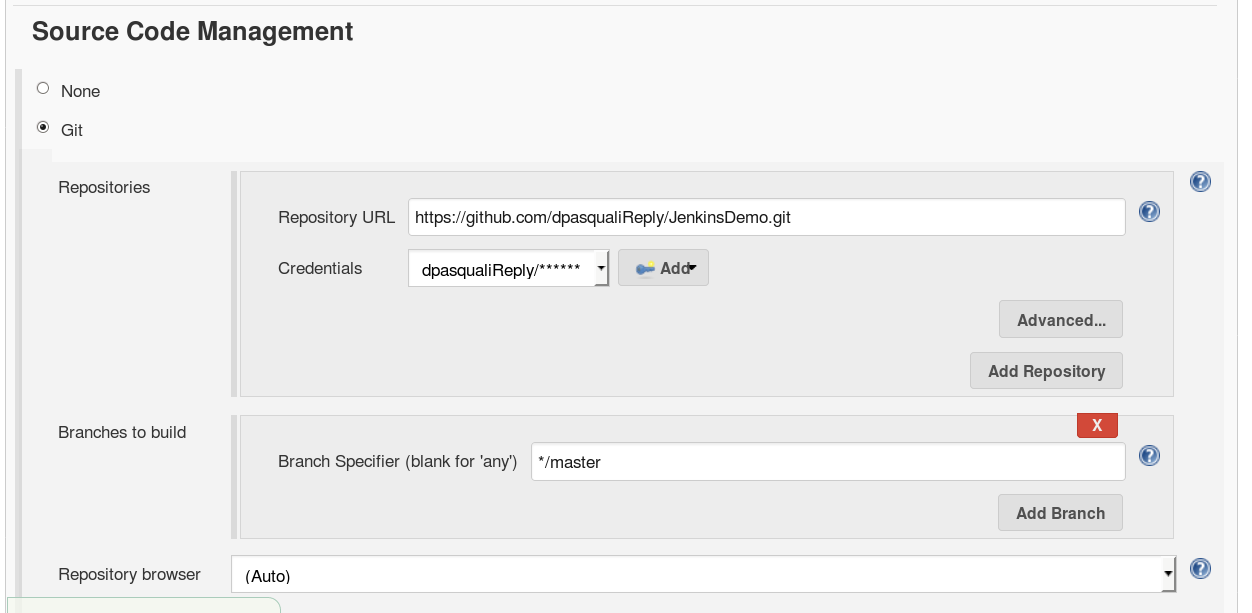 Source Code Management
None
Git
Repositories
Repository URL https://github.com/dpasqualiReply/JenkinsDemo.git
Credentials dpasqualiReply/****** Add
Advanced...
Add Repository
Branches to build
X
Branch Specifier (blank for 'any') */master
Add Branch
Repository browser (Auto)